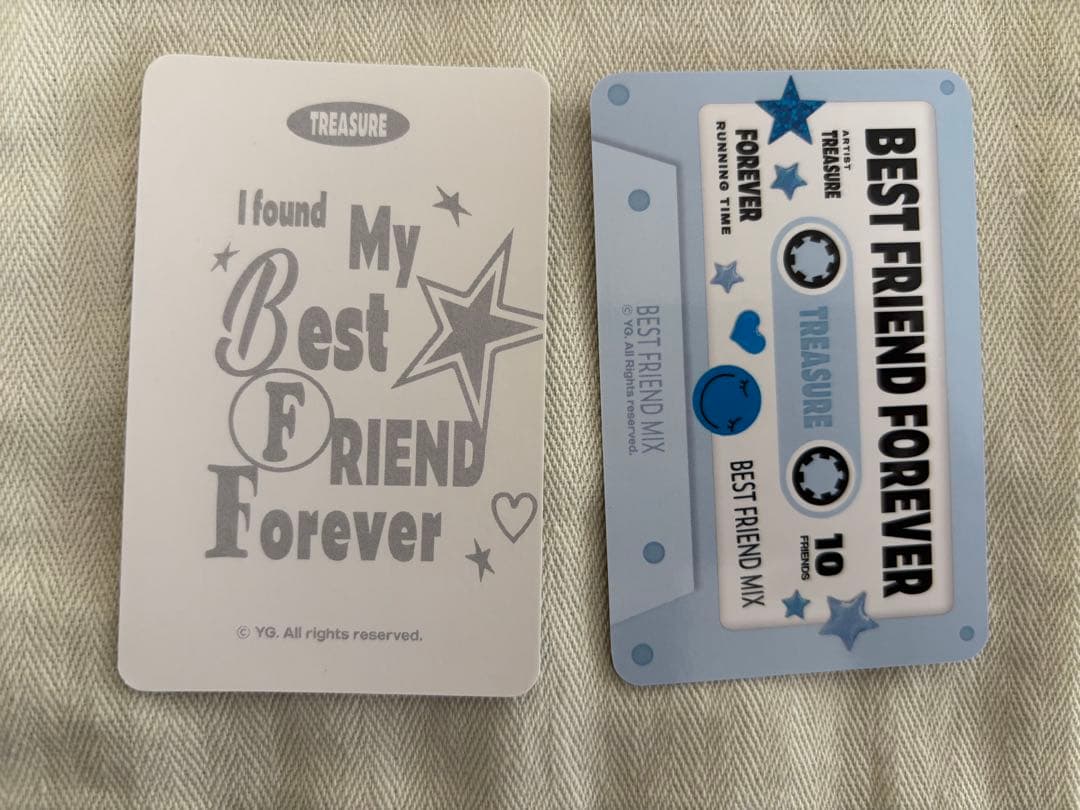 TREASURE
I found
My
Best
FRIEND
Forever
© YG. All rights reserved.
BEST FRIEND FOREVER
ARTIST
TREASURE
10
FRIENDS
TREASURE
FOREVER
RUNNING TIME
BEST FRIEND MIX
BEST FRIEND MIX
© YG. All Rights reserved.